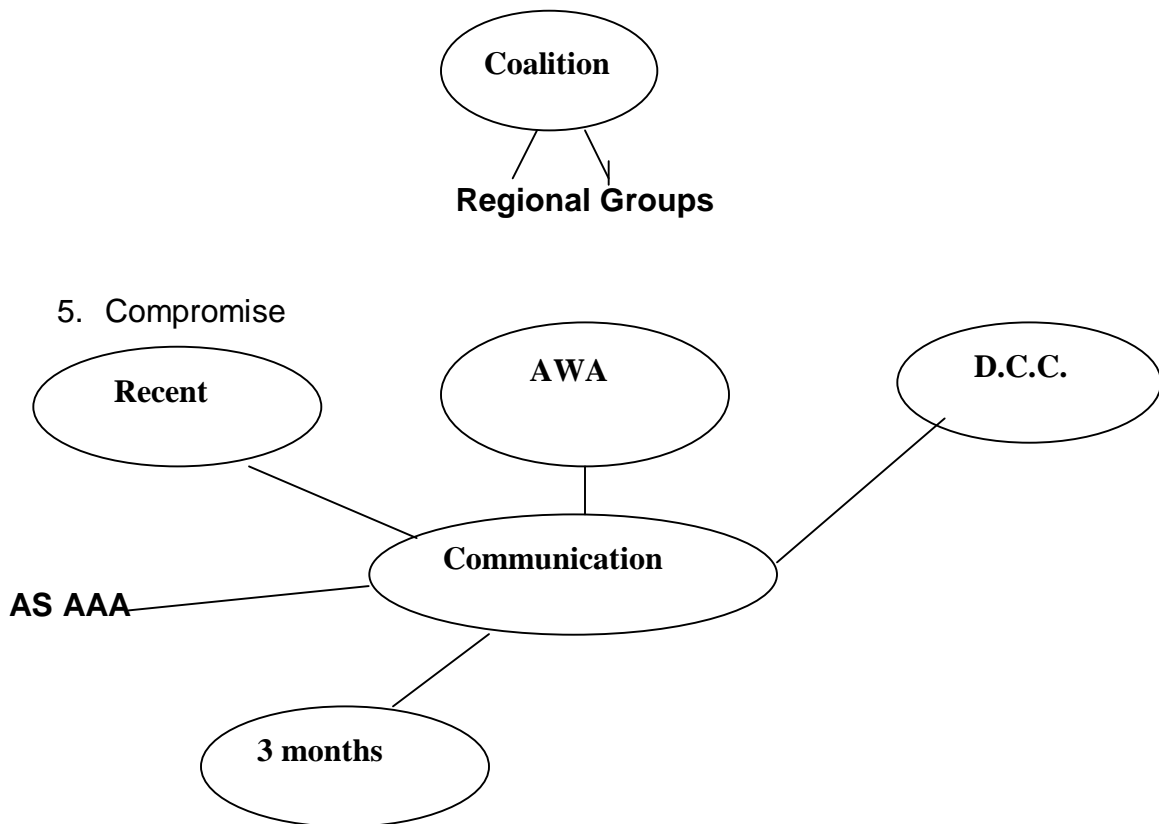 Coalition
Regional Groups
5. Compromise
Recent
AWA
D.C.C.
Communication
AS AAA
3 months